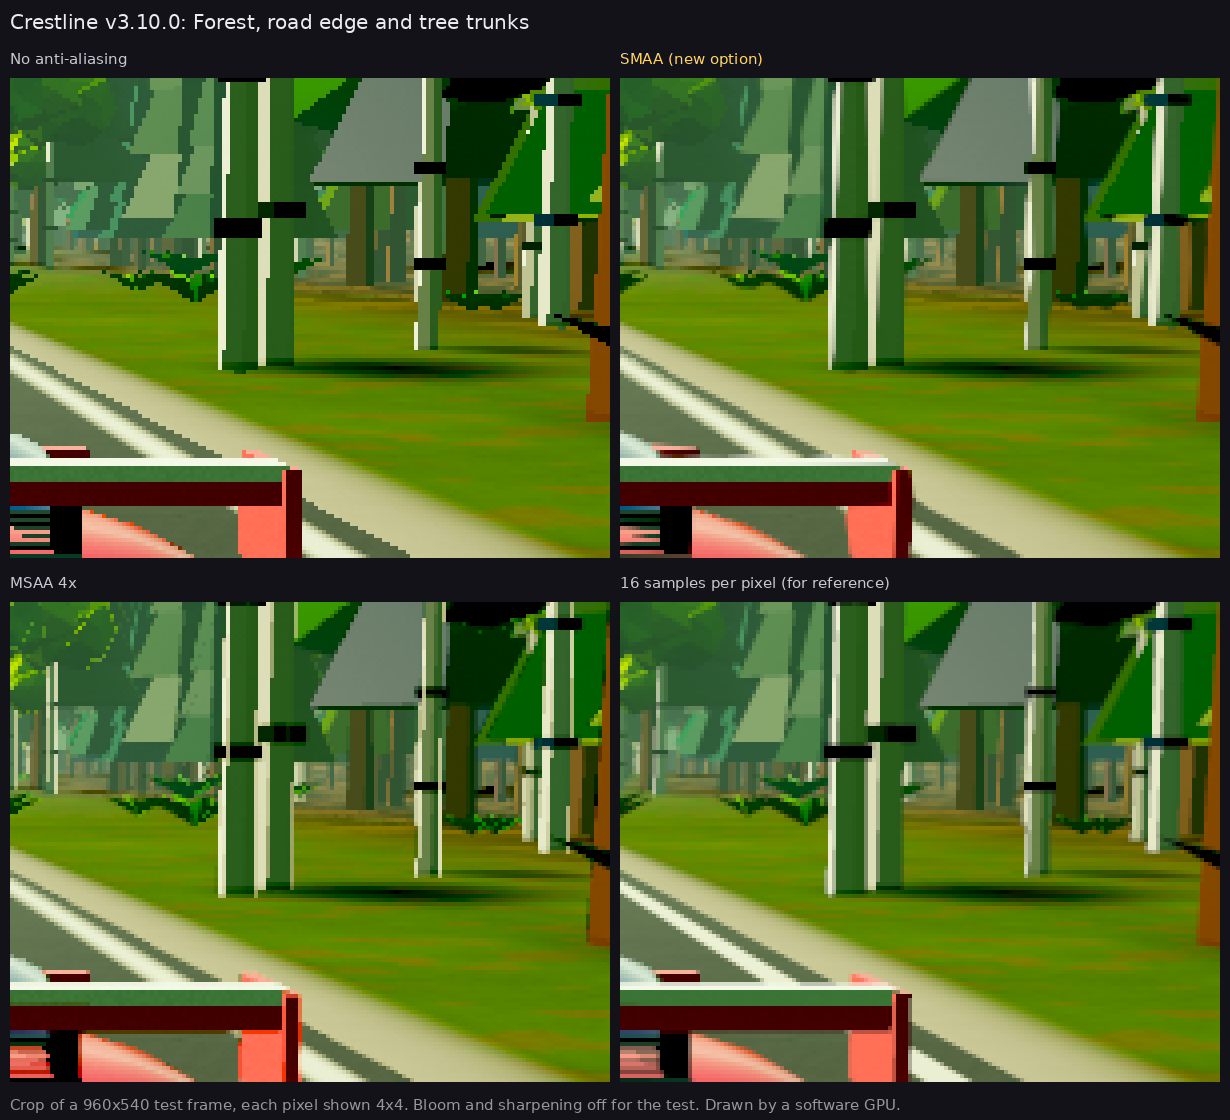 Crestline v3.10.0: Forest, road edge and tree trunks
No anti-aliasing
SMAA (new option)
MSAA 4x
16 samples per pixel (for reference)
Crop of a 960x540 test frame, each pixel shown 4x4. Bloom and sharpening off for the test. Drawn by a software GPU.